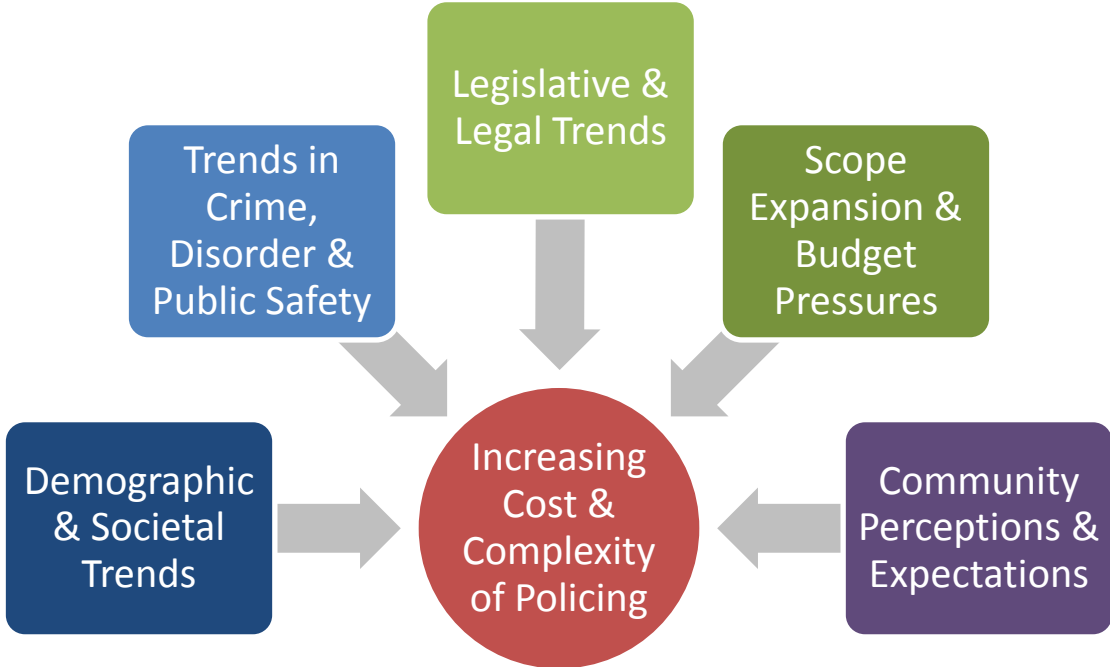 Legislative &
Legal Trends
Trends in
Crime,
Disorder &
Public Safety
Scope
Expansion &
Budget
Pressures
Demographic
& Societal
Trends
Increasing
Cost &
Complexity
of Policing
Community
Perceptions &
Expectations